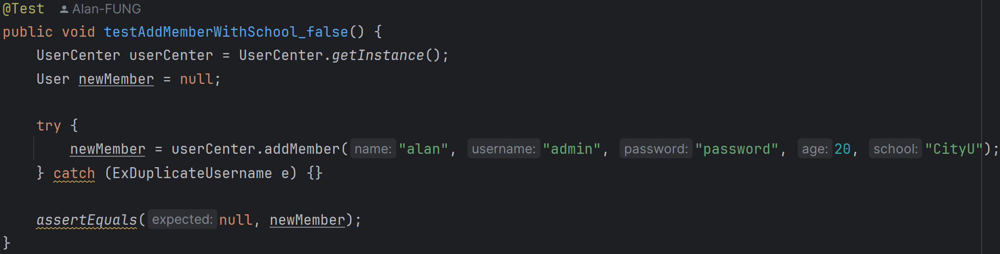 @Test Alan-FUNG
public void testAddMemberWithSchool_false() {
UserCenter userCenter = UserCenter.getInstance();
User newMember = null;
try {
newMember = userCenter.addMember( name: "alan", username: "admin", password: "password", age: 20, school: "CityU");
} catch (ExDuplicateUsername e) {}
assertEquals( expected: null, newMember);
}